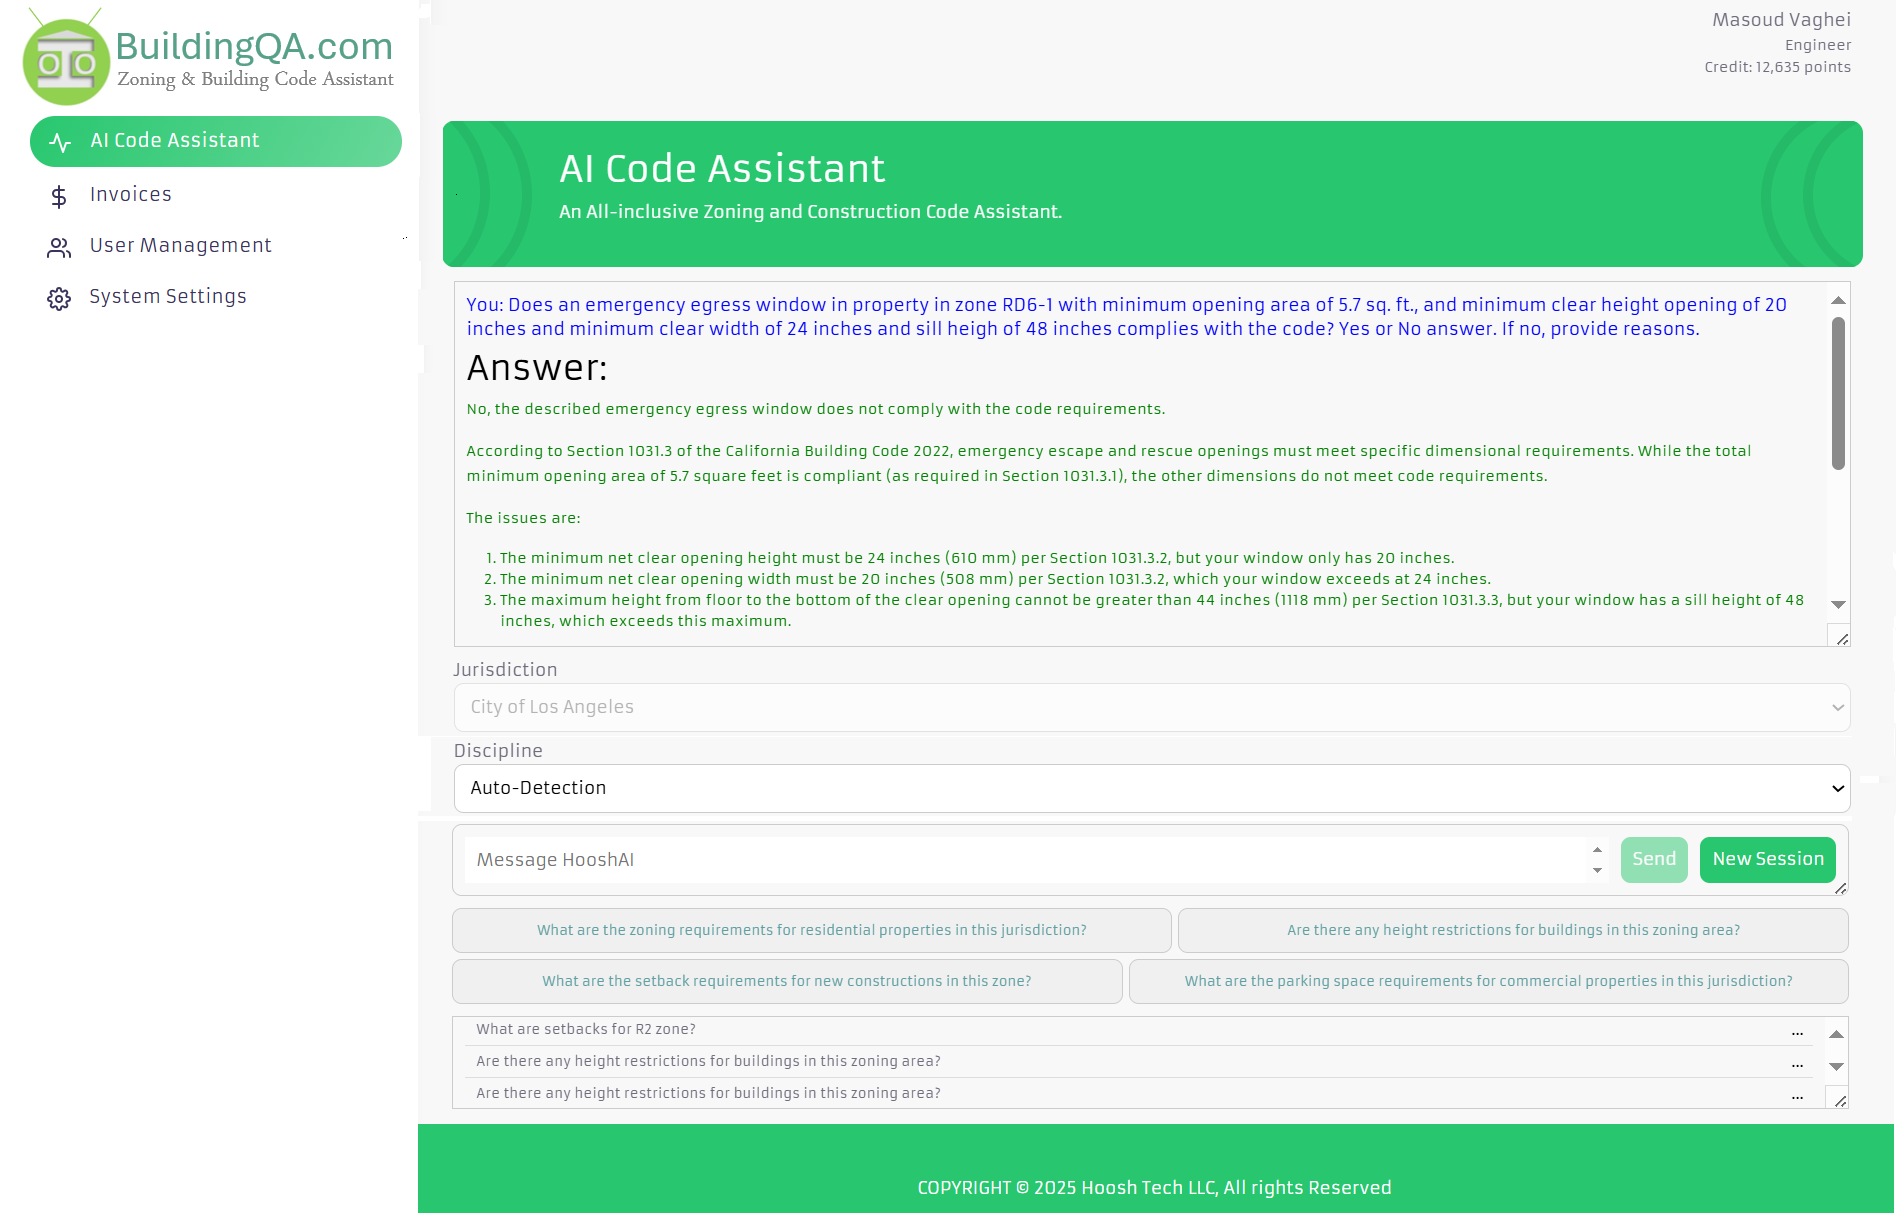 BuildingQA.com
Zoning & Building Code Assistant
AI Code Assistant
Invoices
User Management
System Settings
Masoud Vaghei
Engineer
Credit: 12,635 points
AI Code Assistant
An All-inclusive Zoning and Construction Code Assistant.
You: Does an emergency egress window in property in zone RD6-1 with minimum opening area of 5.7 sq. ft., and minimum clear height opening of 20
inches and minimum clear width of 24 inches and sill heigh of 48 inches complies with the code? Yes or No answer. If no, provide reasons.
Answer:
No, the described emergency egress window does not comply with the code requirements.
According to Section 1031.3 of the California Building Code 2022, emergency escape and rescue openings must meet specific dimensional requirements. While the total
minimum opening area of 5.7 square feet is compliant (as required in Section 1031.3.1), the other dimensions do not meet code requirements.
The issues are:
1. The minimum net clear opening height must be 24 inches (610 mm) per Section 1031.3.2, but your window only has 20 inches.
2. The minimum net clear opening width must be 20 inches (508 mm) per Section 1031.3.2, which your window exceeds at 24 inches.
3. The maximum height from floor to the bottom of the clear opening cannot be greater than 44 inches (1118 mm) per Section 1031.3.3, but your window has a sill height of 48
inches, which exceeds this maximum.
Jurisdiction
City of Los Angeles
Discipline
Auto-Detection
Message HooshAI
Send
New Session
What are the zoning requirements for residential properties in this jurisdiction?
Are there any height restrictions for buildings in this zoning area?
What are the setback requirements for new constructions in this zone?
What are the parking space requirements for commercial properties in this jurisdiction?
What are setbacks for R2 zone? ...
Are there any height restrictions for buildings in this zoning area? ...
Are there any height restrictions for buildings in this zoning area? ...
COPYRIGHT © 2025 Hoosh Tech LLC, All rights Reserved